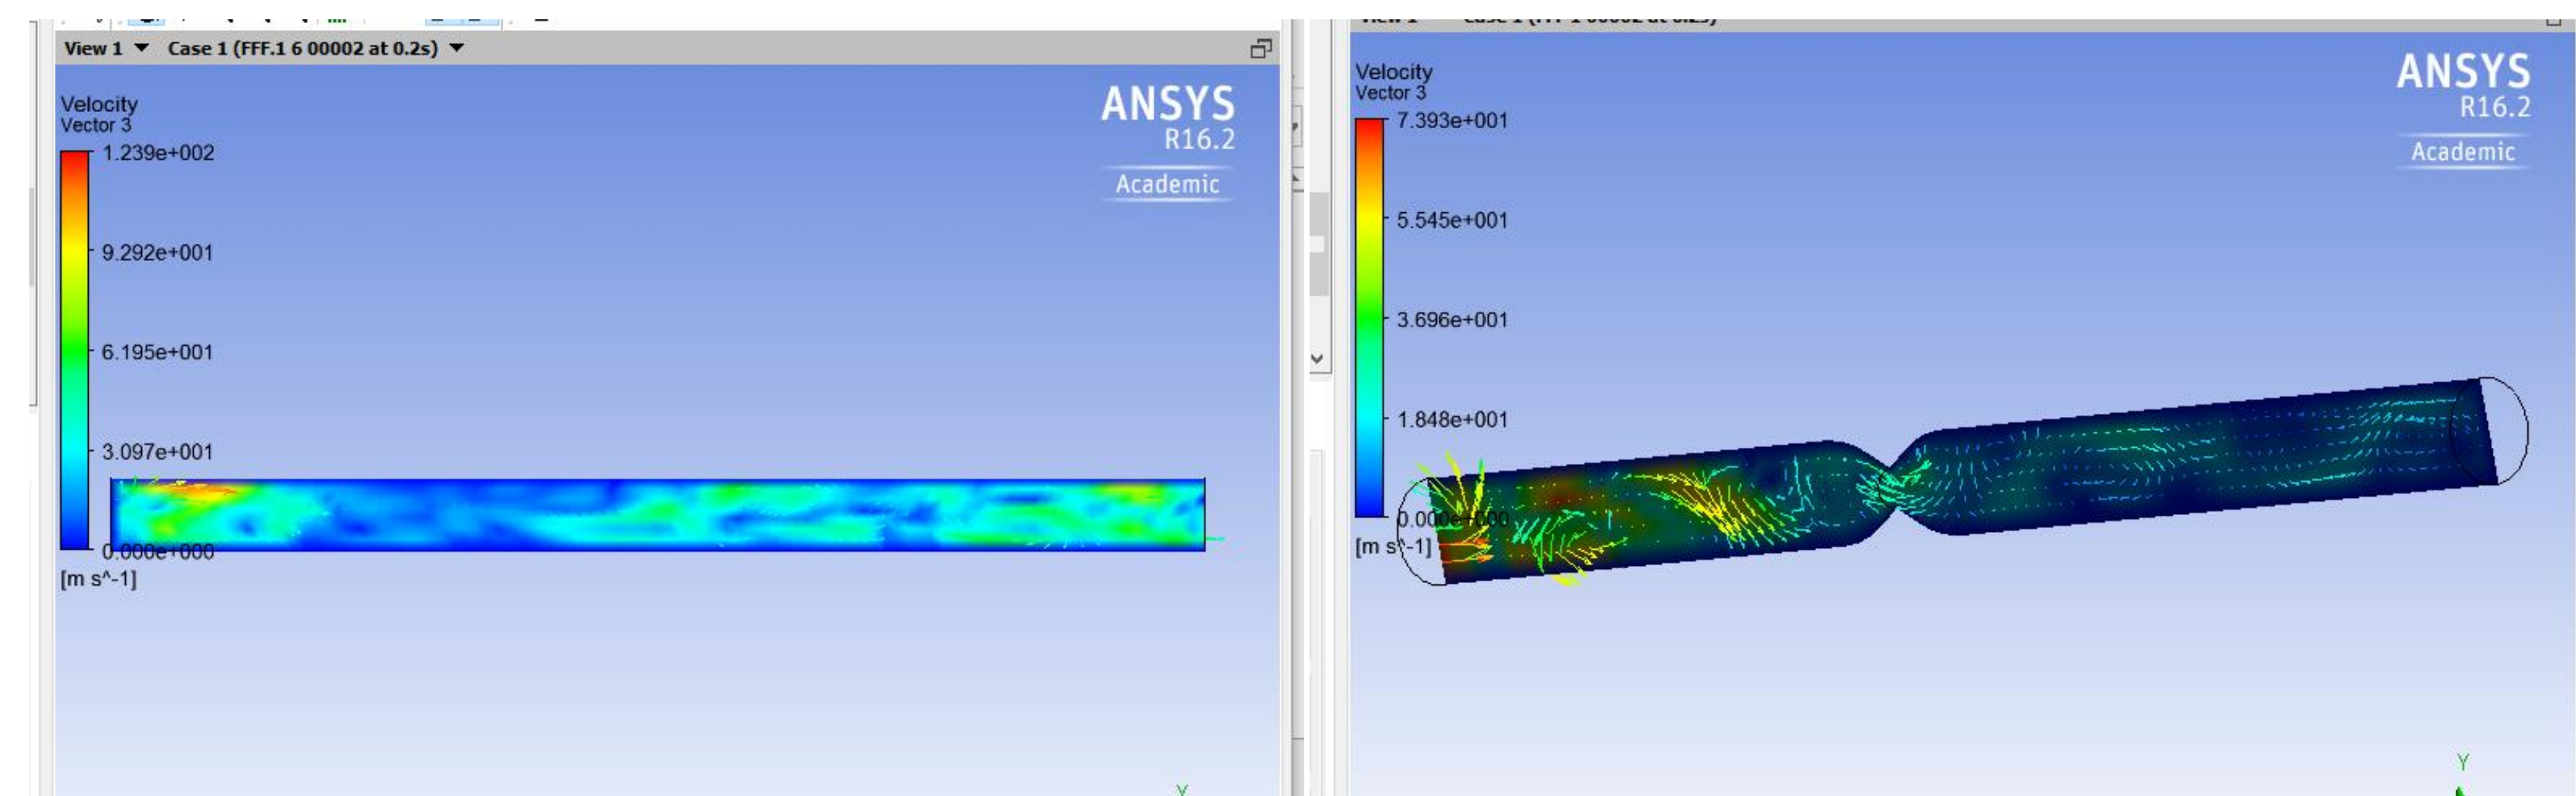 View 1 Case 1 (FFF.1 6 00002 at 0.2s)
Velocity
Vector 3
1.239e+002
9.292e+001
6.195e+001
3.097e+001
0.000e+000
[m s^-1]
ANSYS
R16.2
Academic
Y
Velocity
Vector 3
7.393e+001
5.545e+001
3.696e+001
1.848e+001
0.000e+000
[m s^-1]
ANSYS
R16.2
Academic
Y